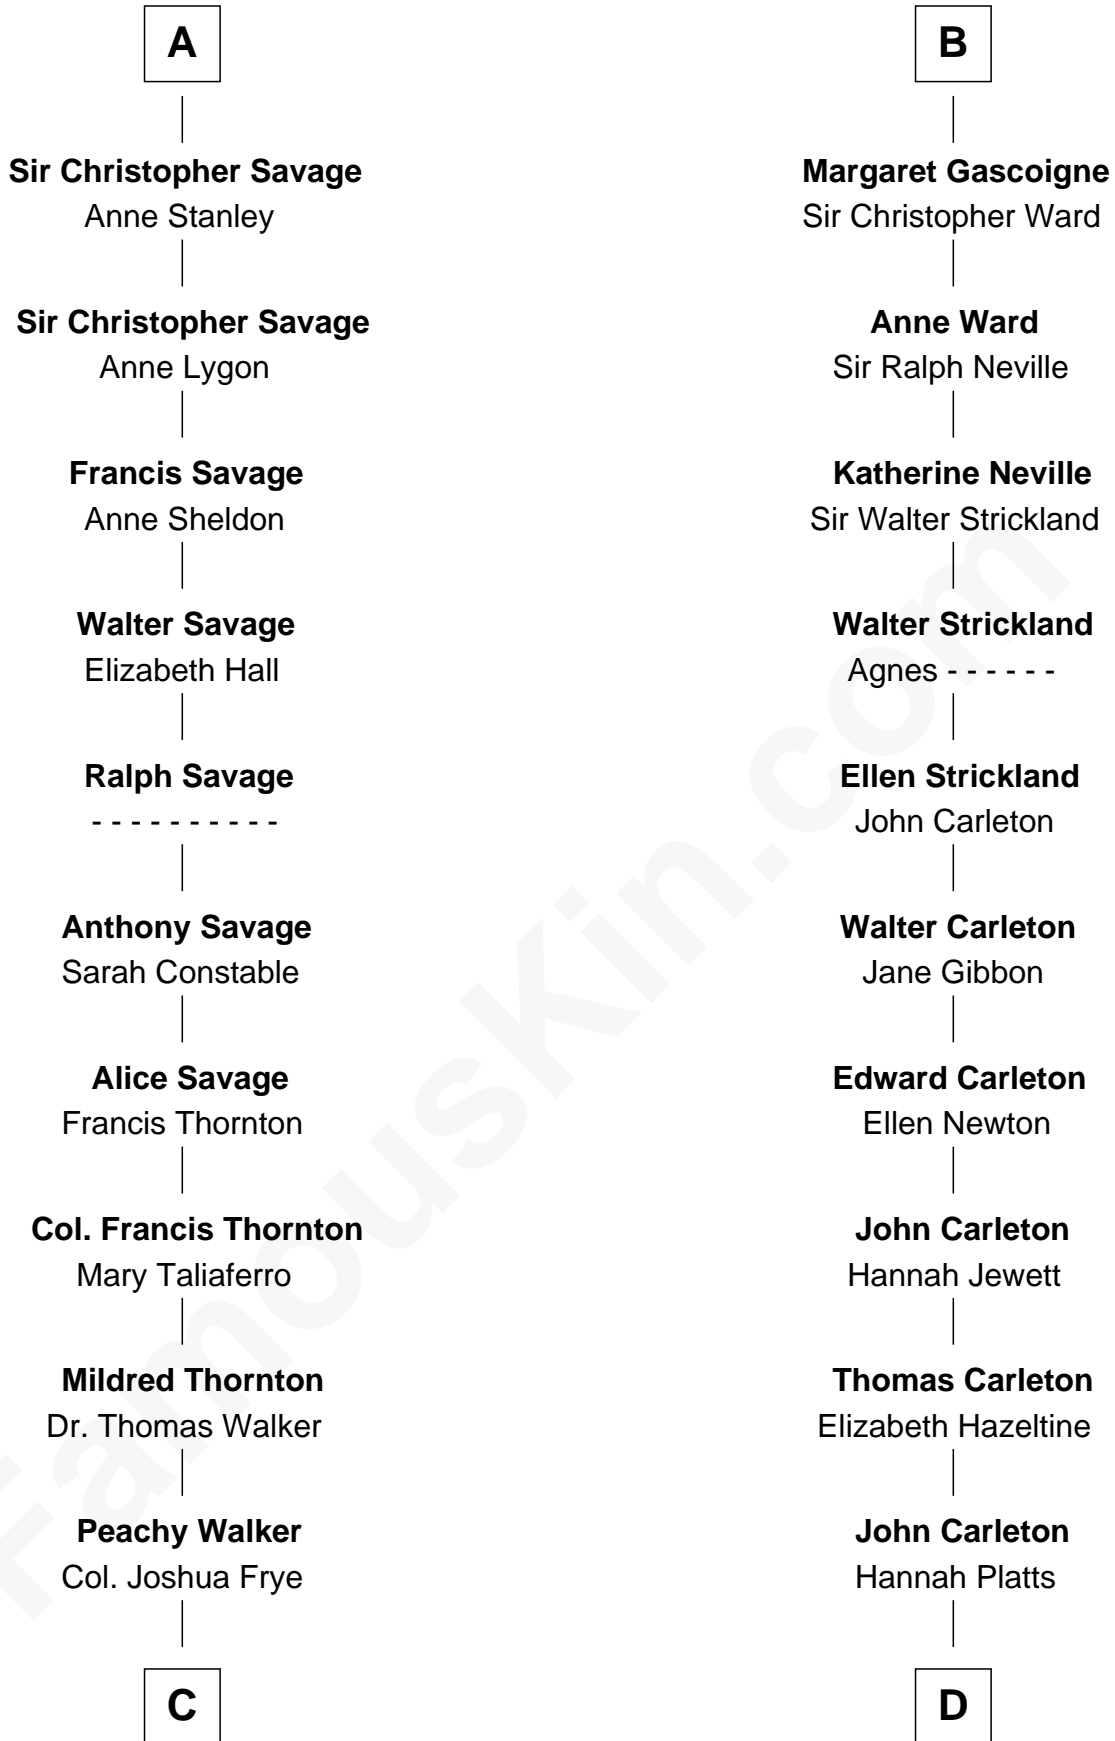 A
Sir Christopher Savage
Anne Stanley
Sir Christopher Savage
Anne Lygon
Francis Savage
Anne Sheldon
Walter Savage
Elizabeth Hall
Ralph Savage
- - - - - - - - - -
Anthony Savage
Sarah Constable
Alice Savage
Francis Thornton
Col. Francis Thornton
Mary Taliaferro
Mildred Thornton
Dr. Thomas Walker
Peachy Walker
Col. Joshua Frye
C
B
Margaret Gascoigne
Sir Christopher Ward
Anne Ward
Sir Ralph Neville
Katherine Neville
Sir Walter Strickland
Walter Strickland
Agnes - - - - - -
Ellen Strickland
John Carleton
Walter Carleton
Jane Gibbon
Edward Carleton
Ellen Newton
John Carleton
Hannah Jewett
Thomas Carleton
Elizabeth Hazeltine
John Carleton
Hannah Platts
D
FamousKin.com